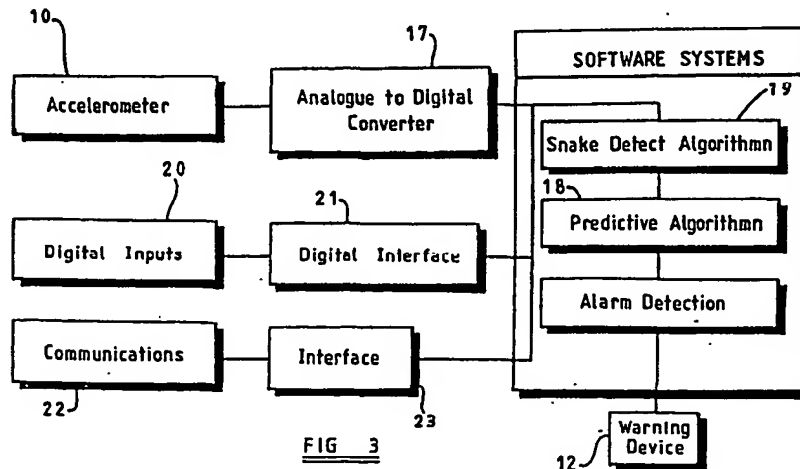 10
17
SOFTWARE SYSTEMS
Accelerometer
Analogue to Digital
Converter
19
Snake Detect Algorithmn
20
21
18
Predictive Algorithmn
Digital Inputs
Digital Interface
Alarm Detection
Communications
Interface
22
23
FIG 3
12
Warning
Device